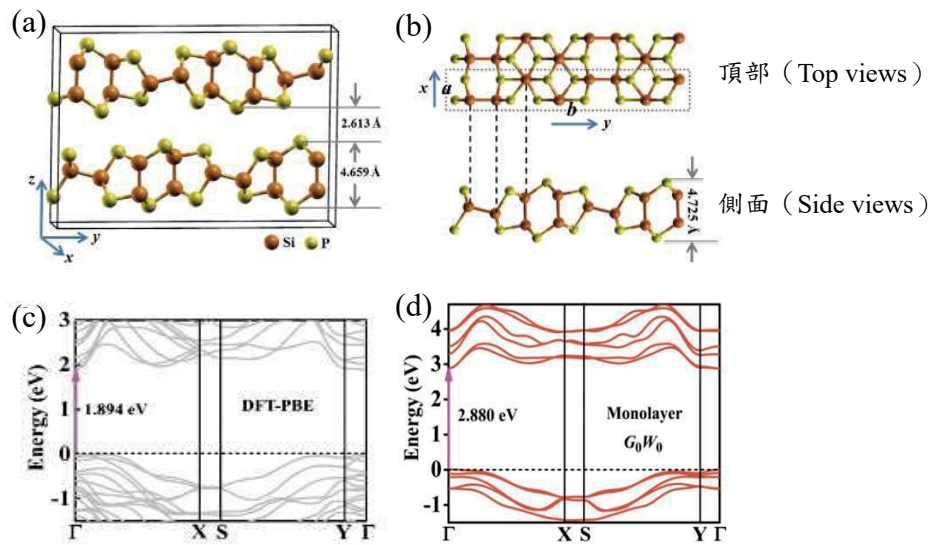 (a)
2.613 Å
4.659 Å
z
y
x
Si
P
(b)
x
a
b
y
頂部（Top views）
4.725 Å
側面（Side views）
(c)
Energy (eV)
3
2
1
0
-1
1.894 eV
DFT-PBE
Γ
X
S
Y
Γ
(d)
Energy (eV)
4
3
2
1
0
-1
2.880 eV
Monolayer
G0W0
Γ
X
S
Y
Γ